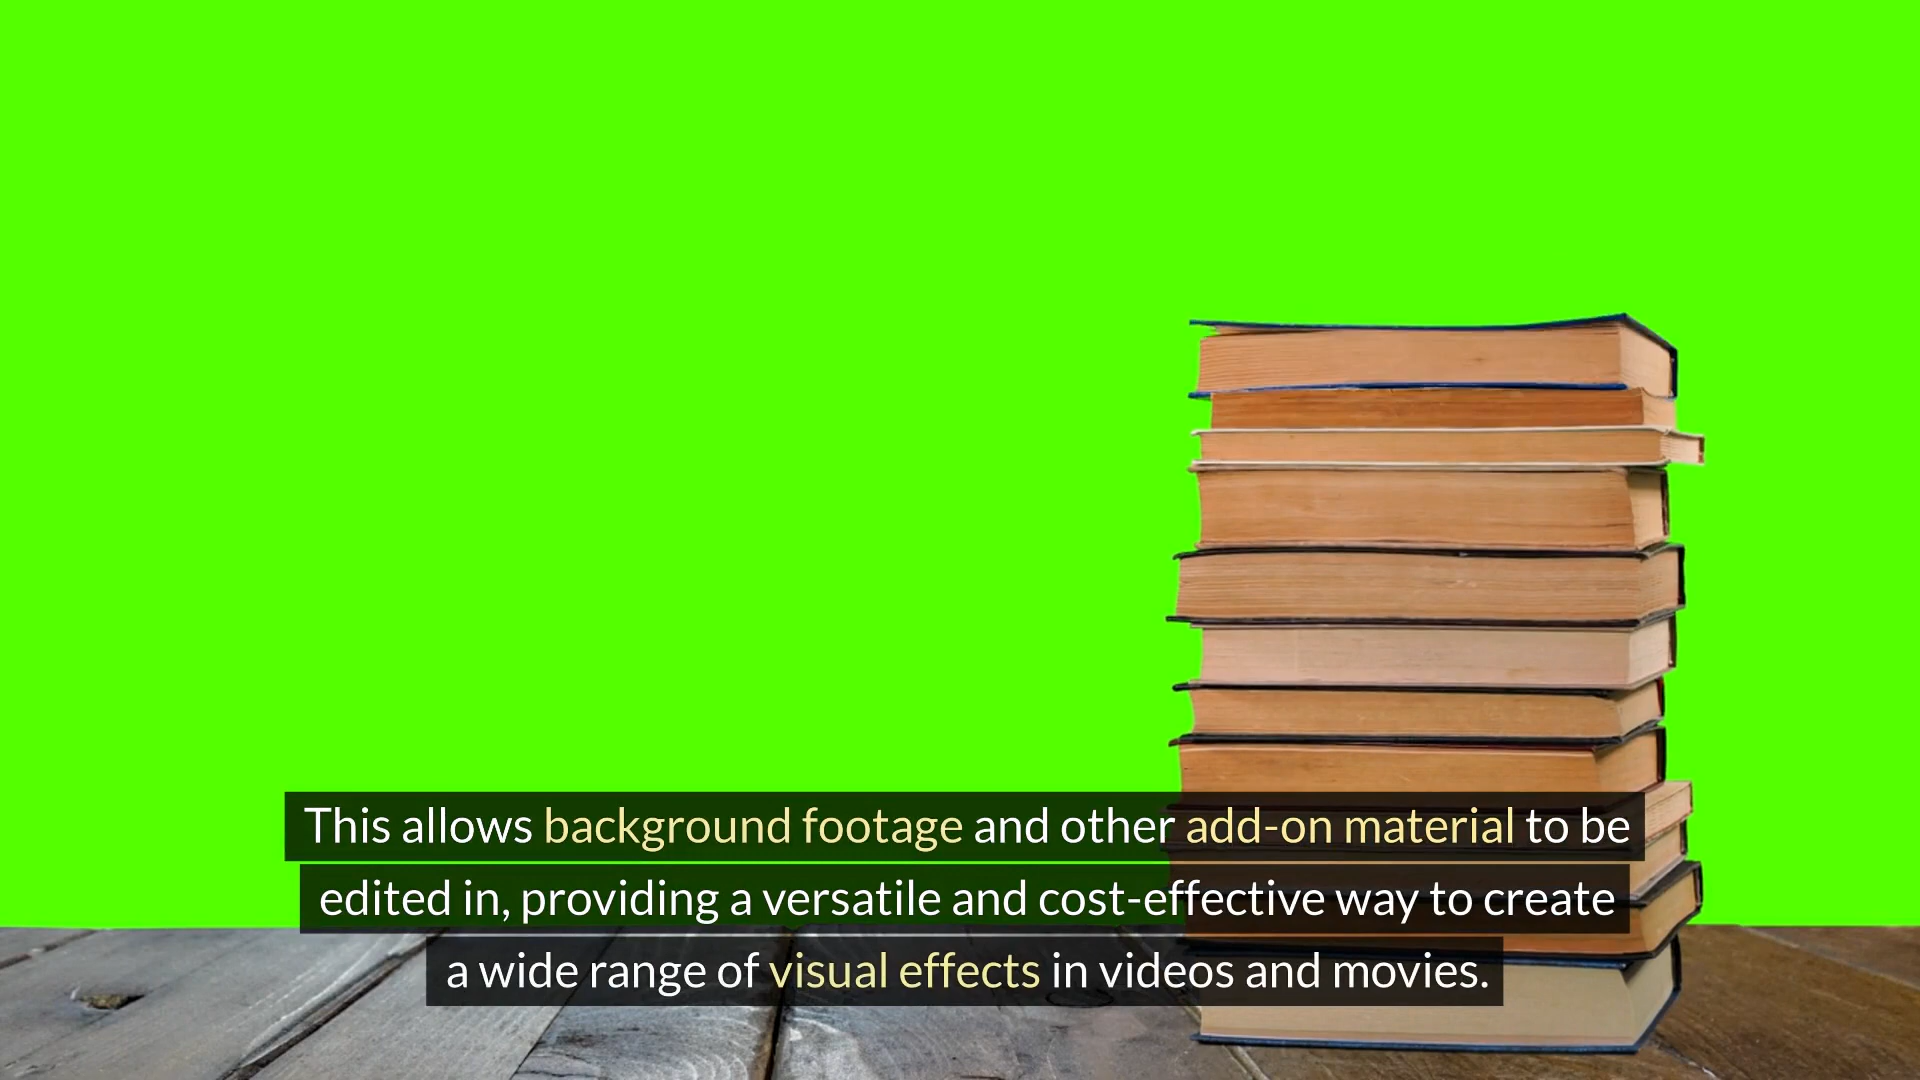 This allows background footage and other add-on material to be
edited in, providing a versatile and cost-effective way to create
a wide range of visual effects in videos and movies.